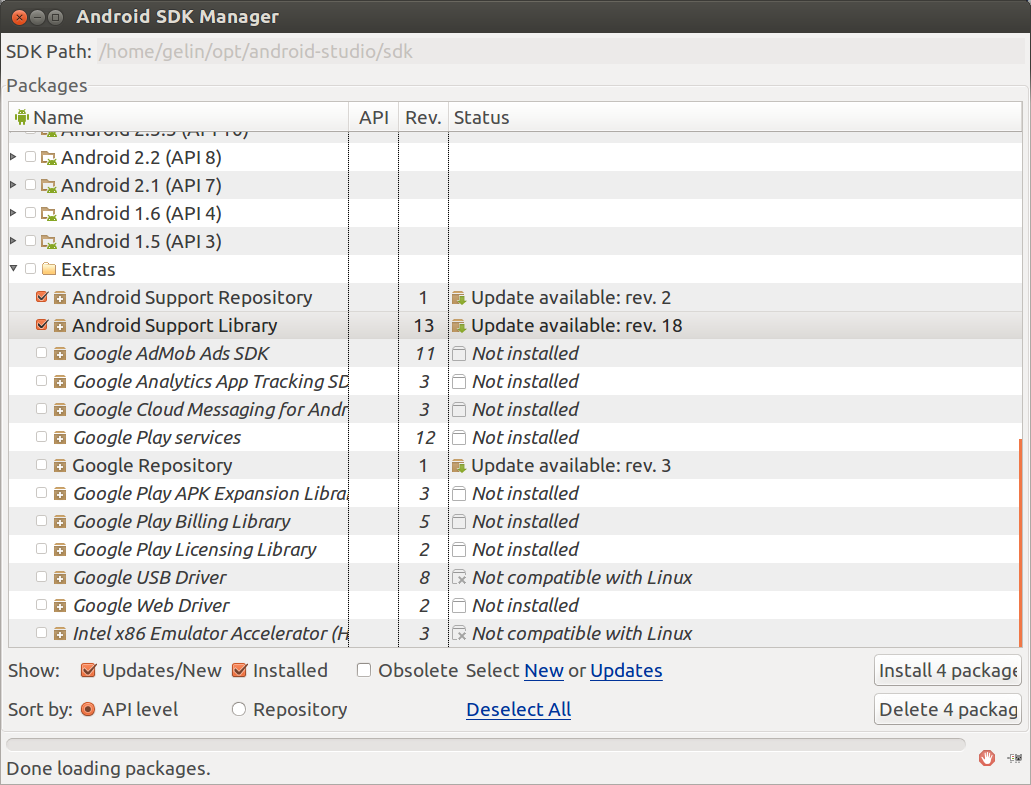 Android SDK Manager
SDK Path: /home/gelin/opt/android-studio/sdk
Packages
Name API Rev. Status
Android 2.3.3 (API 10)
Android 2.2 (API 8)
Android 2.1 (API 7)
Android 1.6 (API 4)
Android 1.5 (API 3)
Extras
Android Support Repository 1 Update available: rev. 2
Android Support Library 13 Update available: rev. 18
Google AdMob Ads SDK 11 Not installed
Google Analytics App Tracking SD 3 Not installed
Google Cloud Messaging for Andr 3 Not installed
Google Play services 12 Not installed
Google Repository 1 Update available: rev. 3
Google Play APK Expansion Libra 3 Not installed
Google Play Billing Library 5 Not installed
Google Play Licensing Library 2 Not installed
Google USB Driver 8 Not compatible with Linux
Google Web Driver 2 Not installed
Intel x86 Emulator Accelerator (H 3 Not compatible with Linux
Show: Updates/New Installed Obsolete Select New or Updates Install 4 package
Sort by: API level Repository Deselect All Delete 4 packag
Done loading packages.